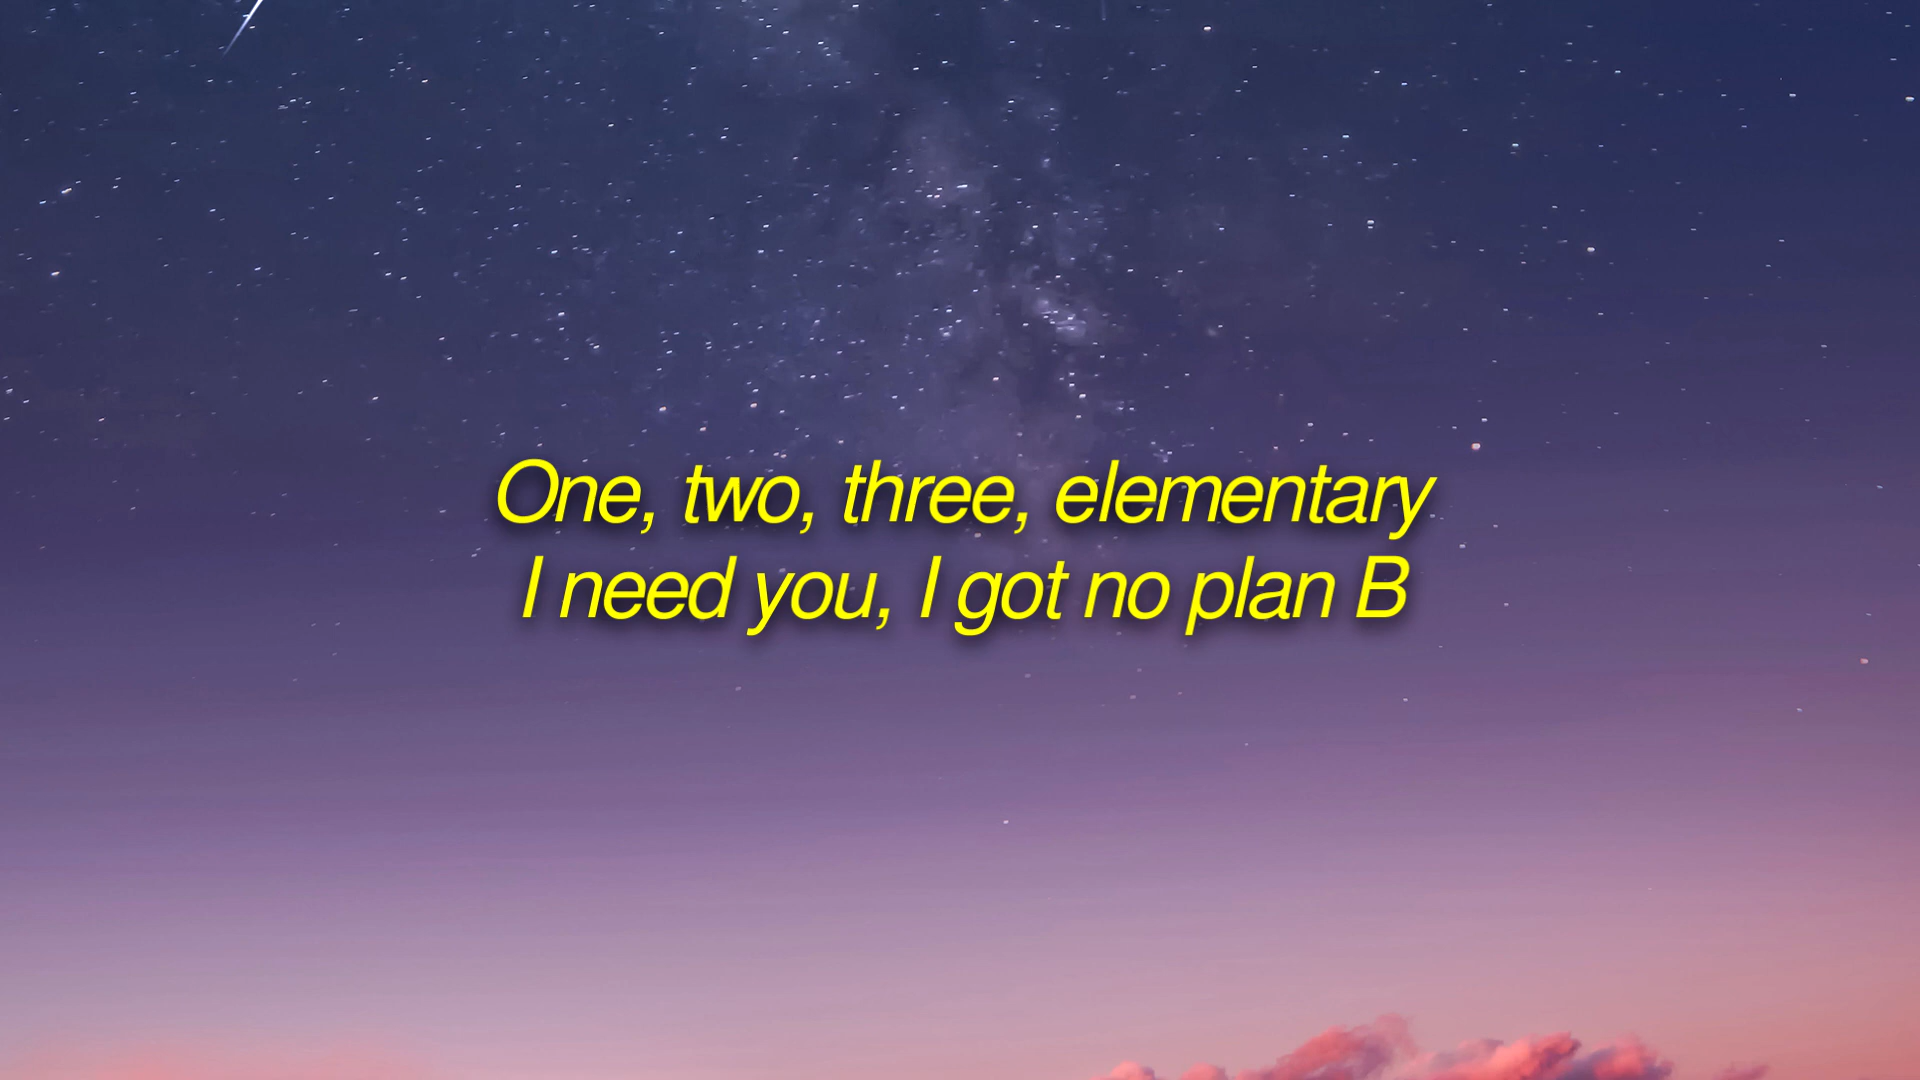 One, two, three, elementary
I need you, I got no plan B